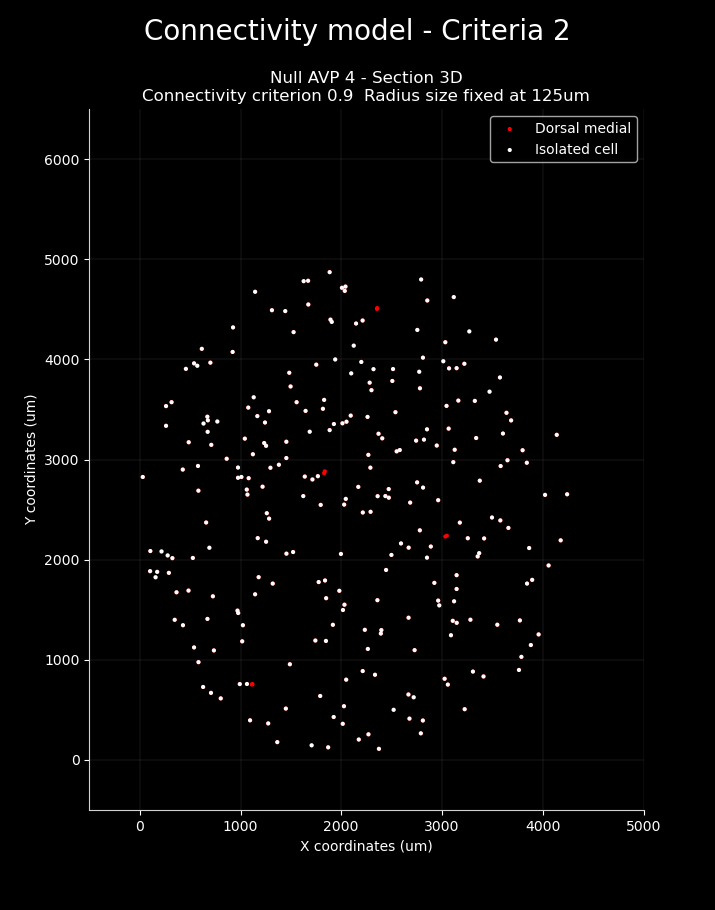 Connectivity model - Criteria 2
Null AVP 4 - Section 3D
Connectivity criterion 0.9  Radius size fixed at 125um
Dorsal medial
Isolated cell
6000
5000
4000
3000
2000
1000
0
Y coordinates (um)
0 1000 2000 3000 4000 5000
X coordinates (um)